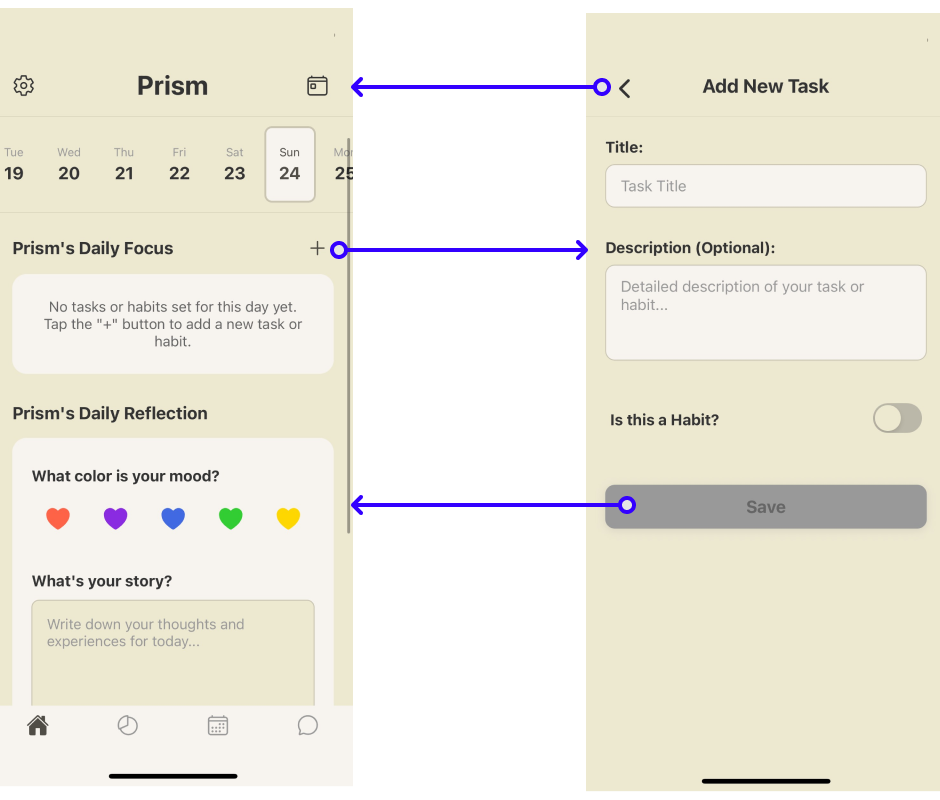 Prism
Tue Wed Thu Fri Sat Sun Mon
19 20 21 22 23 24 25
Prism's Daily Focus
No tasks or habits set for this day yet.
Tap the "+" button to add a new task or
habit.
Prism's Daily Reflection
What color is your mood?
What's your story?
Write down your thoughts and
experiences for today...
Add New Task
Title:
Task Title
Description (Optional):
Detailed description of your task or
habit...
Is this a Habit?
Save